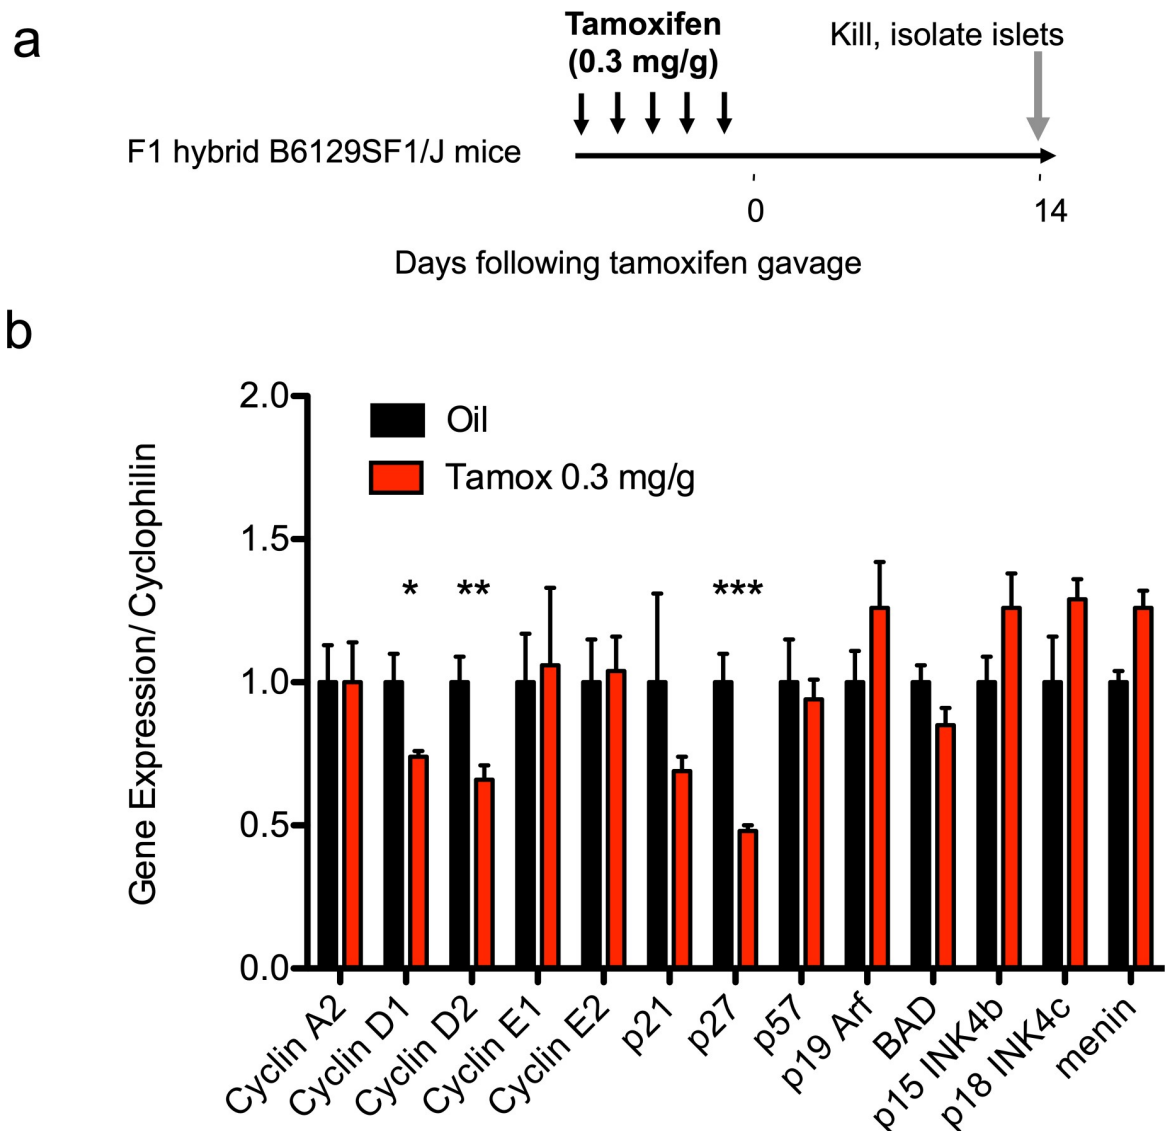 a
Tamoxifen
(0.3 mg/g)
Kill, isolate islets
F1 hybrid B6129SF1/J mice
0
14
Days following tamoxifen gavage
b
Gene Expression/ Cyclophilin
2.0
1.5
1.0
0.5
0.0
Oil
Tamox 0.3 mg/g
*
**
***
Cyclin A2
Cyclin D1
Cyclin D2
Cyclin E1
Cyclin E2
p21
p27
p57
p19 Arf
BAD
p15 INK4b
p18 INK4c
menin